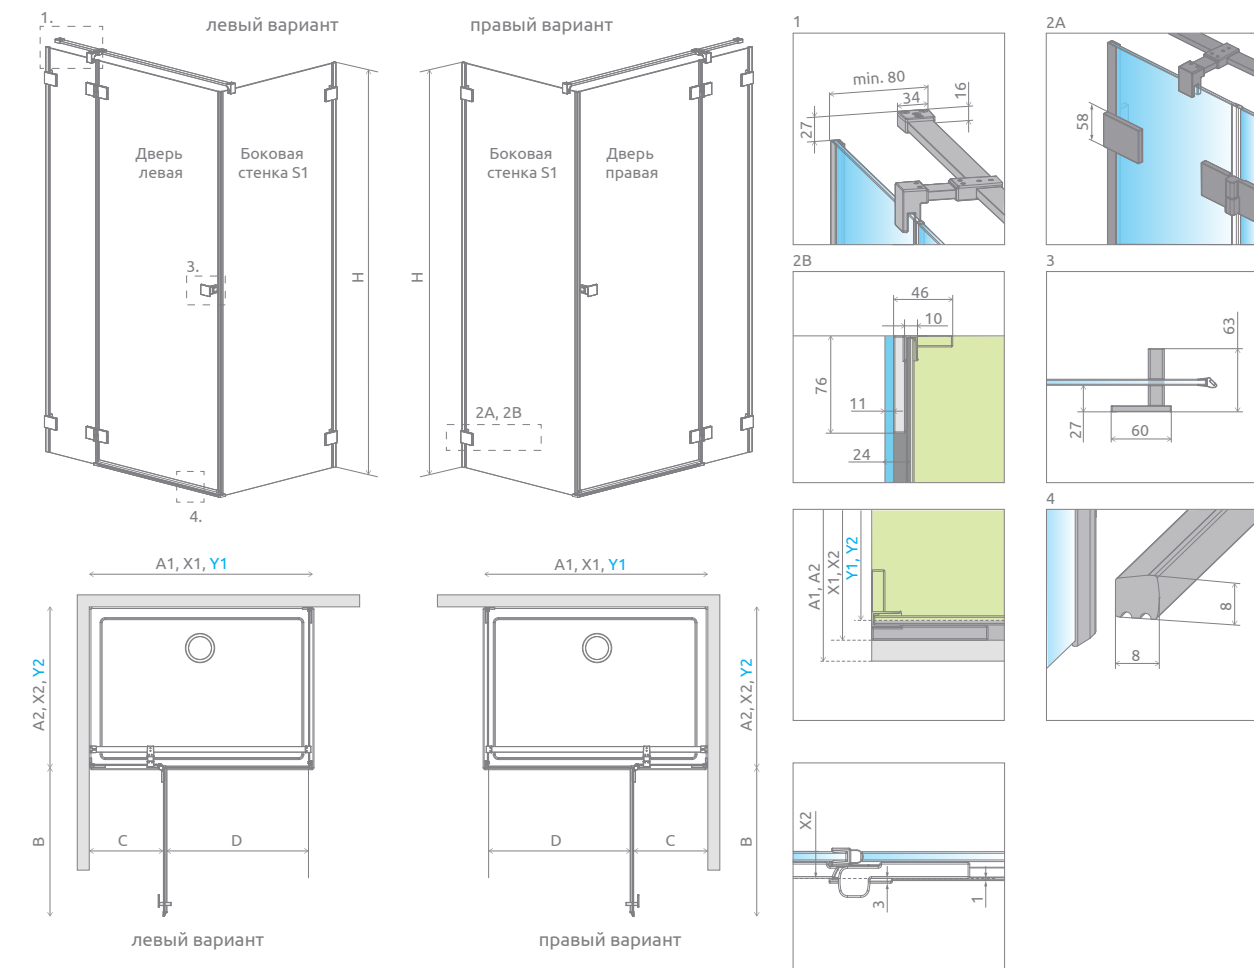 1.
левый вариант
правый вариант
Дверь
левая
Боковая
стенка S1
3.
H
4.
H
Боковая
стенка S1
Дверь
правая
2A, 2B
1
min. 80
34
16
27
2A
58
2B
46
10
76
11
24
3
63
27
60
A1, A2
X1, X2
Y1, Y2
4
8
8
A1, X1, Y1
A2, X2, Y2
B
C
D
левый вариант
A1, X1, Y1
A2, X2, Y2
D
C
B
правый вариант
X2
3
1